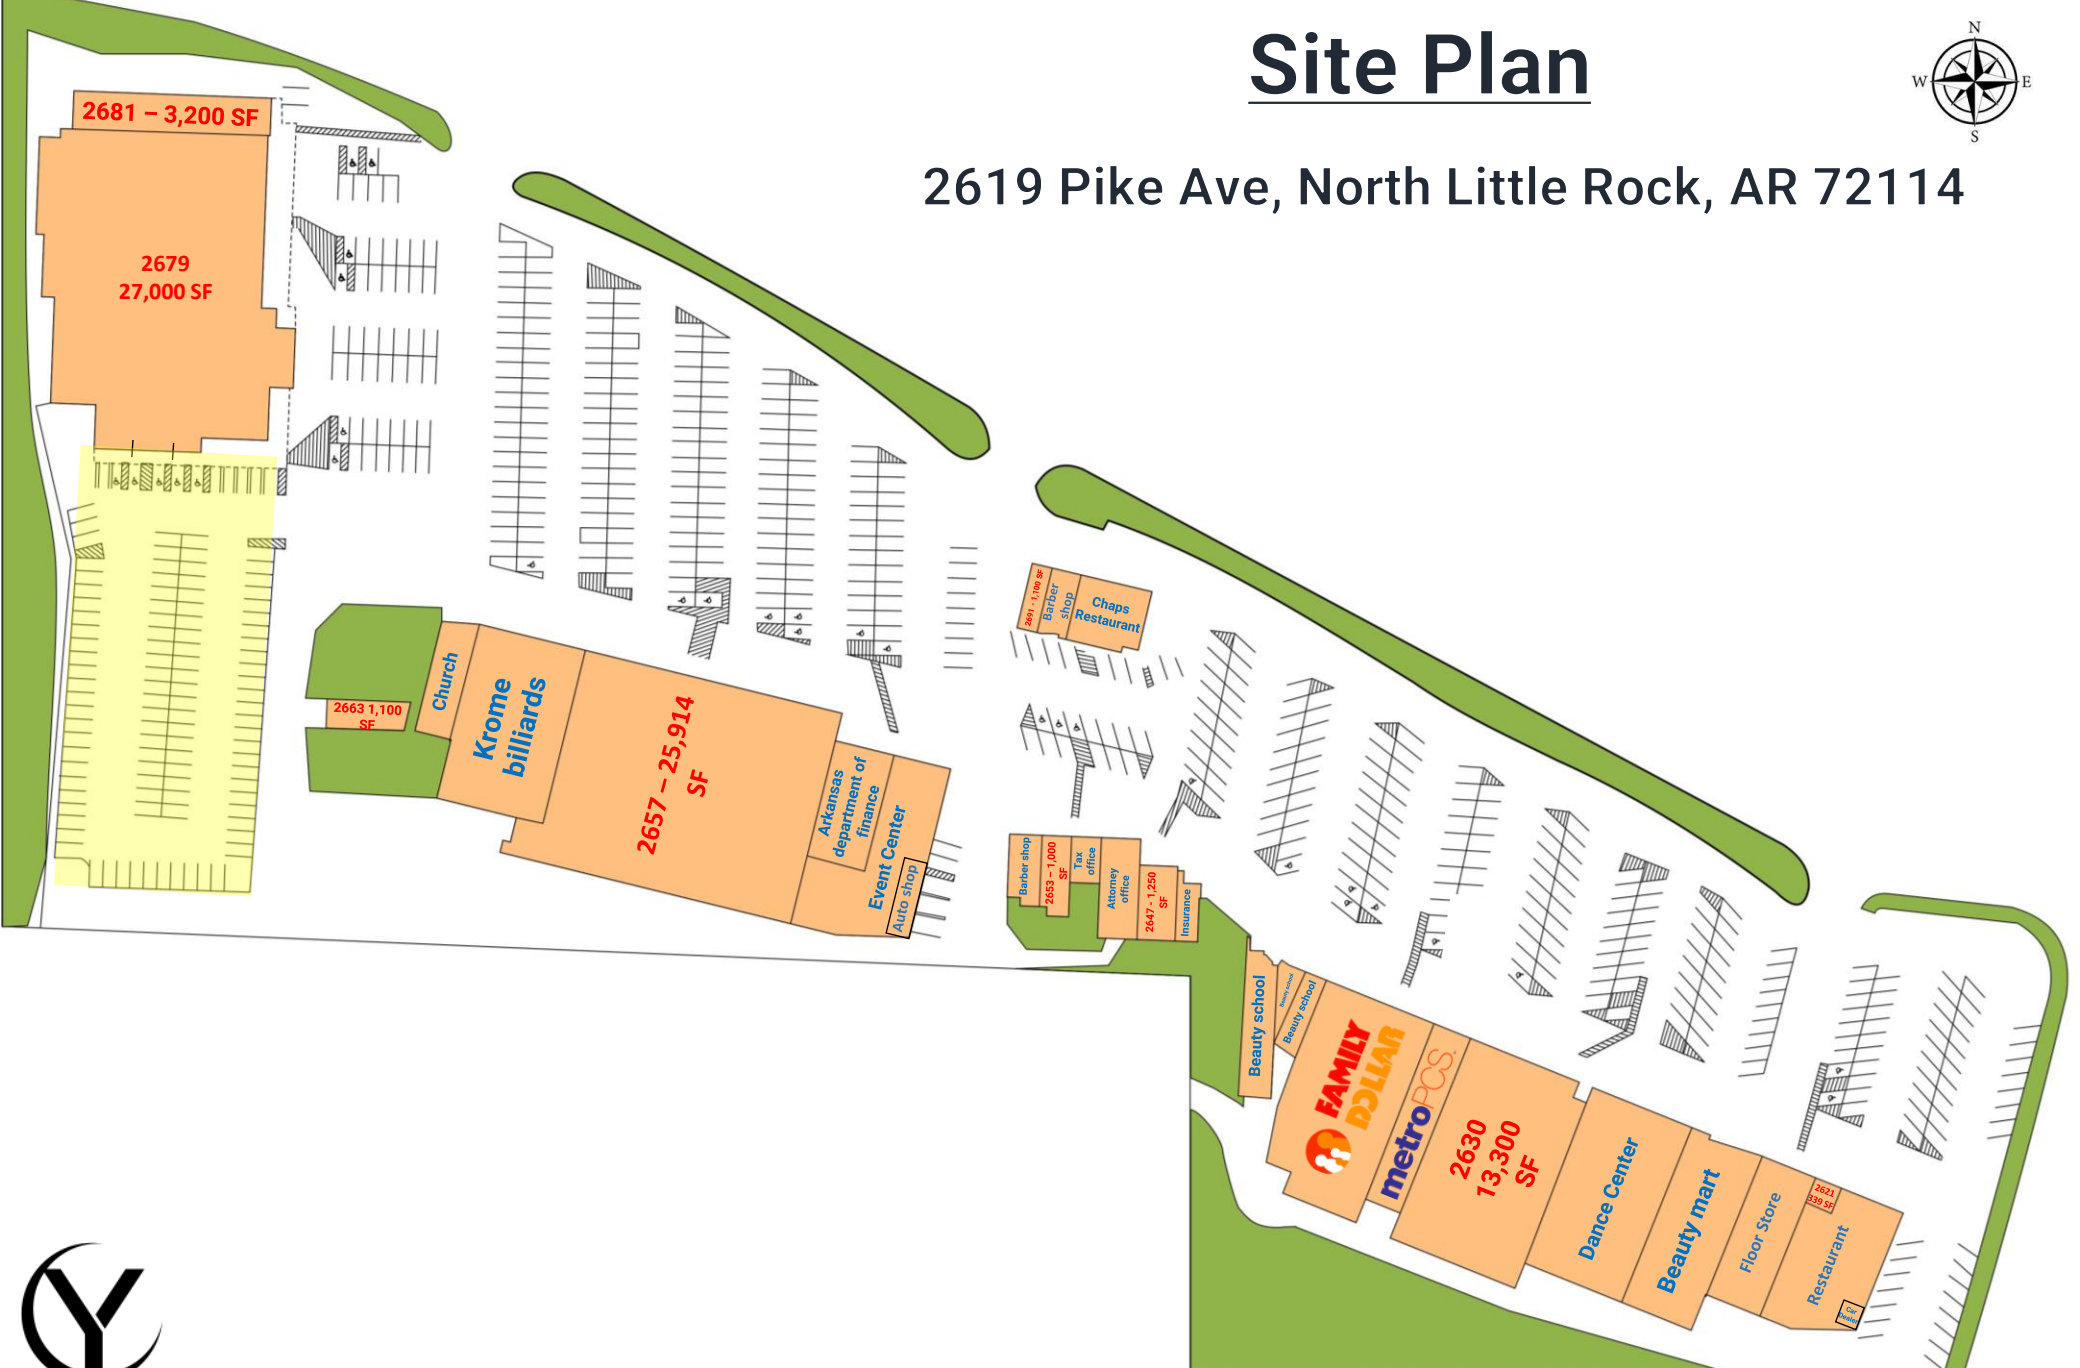 Site Plan
N
W
E
S
2619 Pike Ave, North Little Rock, AR 72114
2681 – 3,200 SF
2679
27,000 SF
2663 1,100
SF
Church
Krome
billiards
2657 – 25,914
SF
Arkansas
department of
finance
Event Center
Auto shop
2691 - 1,100 SF
Barber
shop
Chaps
Restaurant
Barber shop
2653 – 1,000
SF
Tax
office
Attorney
office
2647 - 1,250
SF
Insurance
Beauty school
Beauty school
Beauty school
FAMILY
DOLLAR
metroPCS.
2630
13,300
SF
Dance Center
Beauty mart
Floor Store
2621
339 SF
Restaurant
Car
Dealer
Y